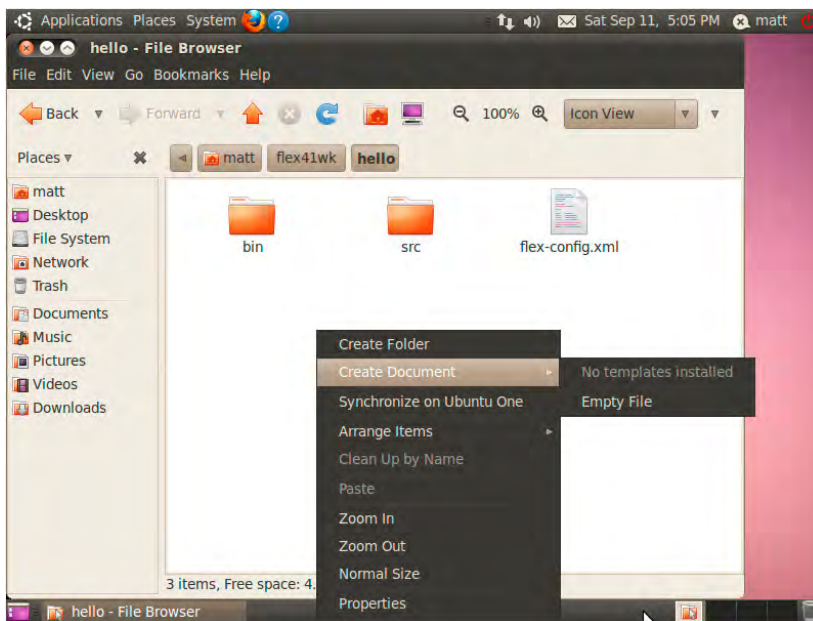 Applications Places System ? Sat Sep 11, 5:05 PM matt
hello - File Browser
File Edit View Go Bookmarks Help
Back Forward 100% Icon View
Places matt flex41wk hello
matt
Desktop
File System
Network
Trash
Documents
Music
Pictures
Videos
Downloads
bin src flex-config.xml
Create Folder
Create Document No templates installed
Synchronize on Ubuntu One Empty File
Arrange Items
Clean Up by Name
Paste
Zoom In
Zoom Out
Normal Size
Properties
3 items, Free space: 4.
hello - File Browser